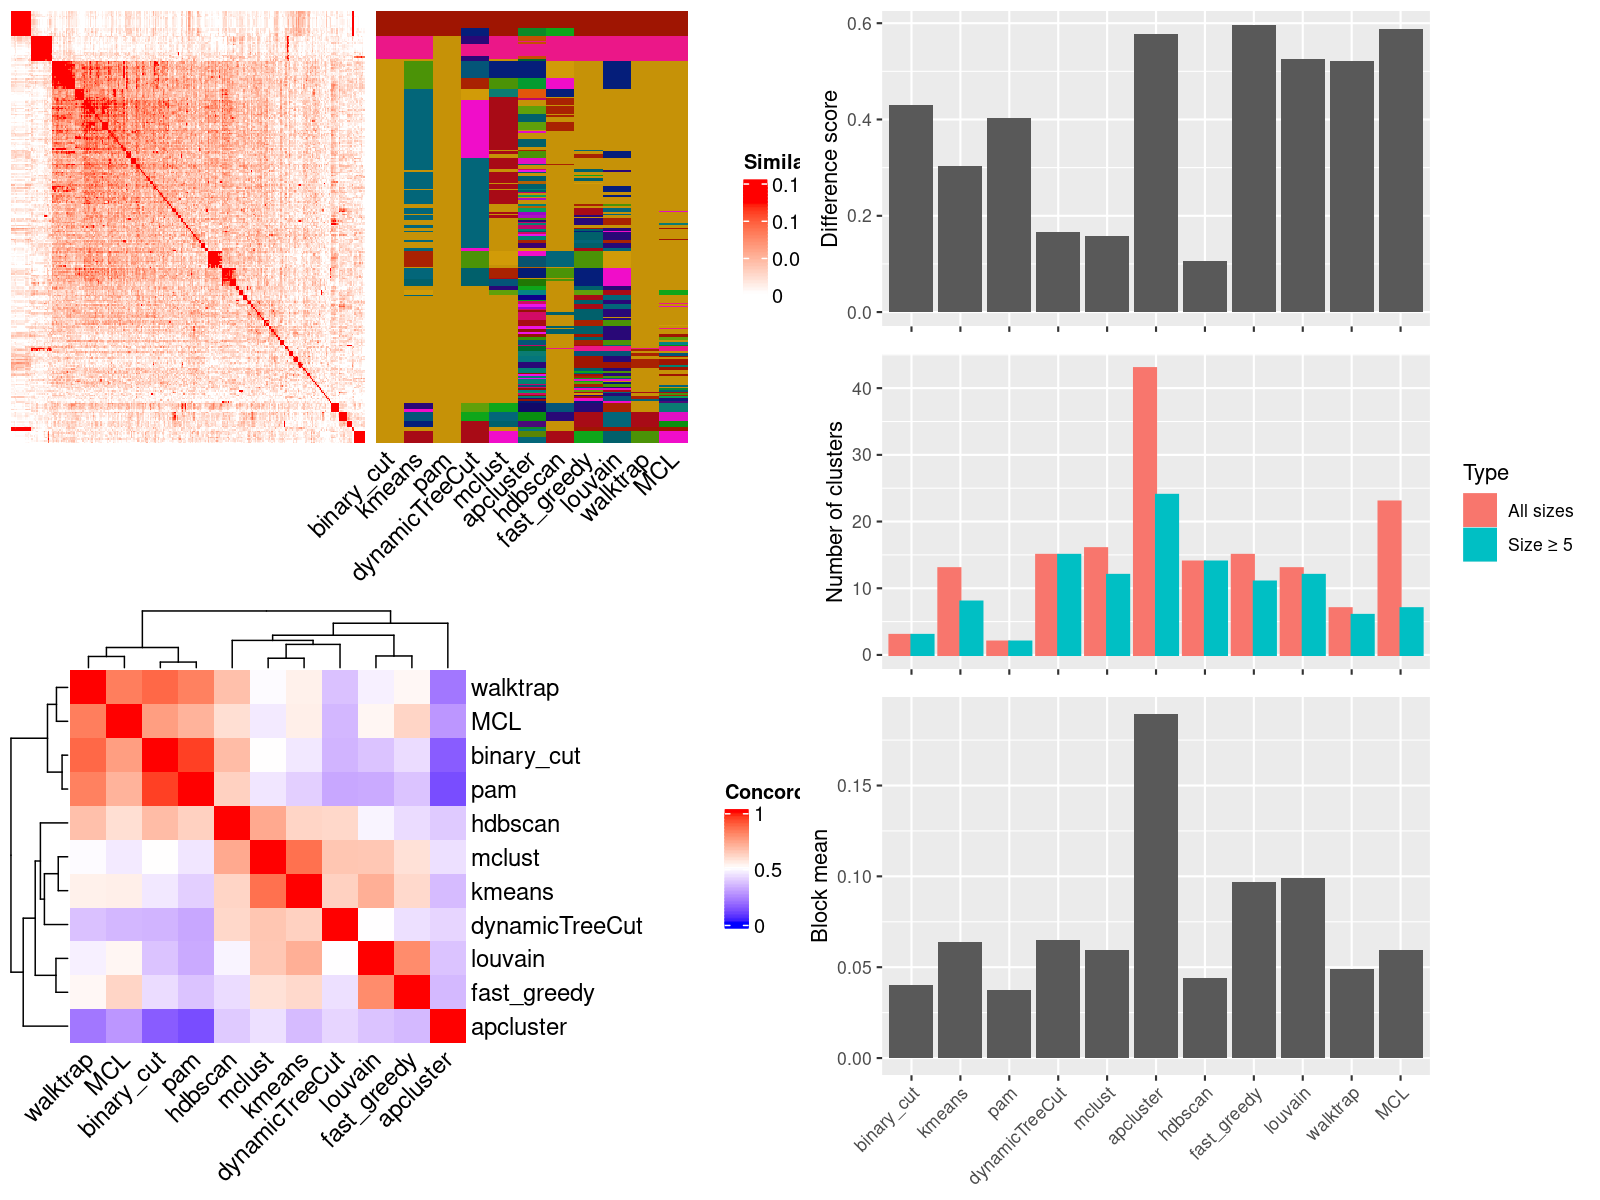 Simila
0.1
0.1
0.0
0
binary_cut
kmeans
pam
dynamicTreeCut
mclust
apcluster
hdbscan
fast_greedy
louvain
walktrap
MCL
Difference score
0.6
0.4
0.2
0.0
Number of clusters
40
30
20
10
0
Type
All sizes
Size ≥ 5
walktrap
MCL
binary_cut
pam
hdbscan
mclust
kmeans
dynamicTreeCut
louvain
fast_greedy
apcluster
walktrap
MCL
binary_cut
pam
hdbscan
mclust
kmeans
dynamicTreeCut
louvain
fast_greedy
apcluster
Concord
1
0.5
0
Block mean
0.15
0.10
0.05
0.00
binary_cut
kmeans
pam
dynamicTreeCut
mclust
apcluster
hdbscan
fast_greedy
louvain
walktrap
MCL